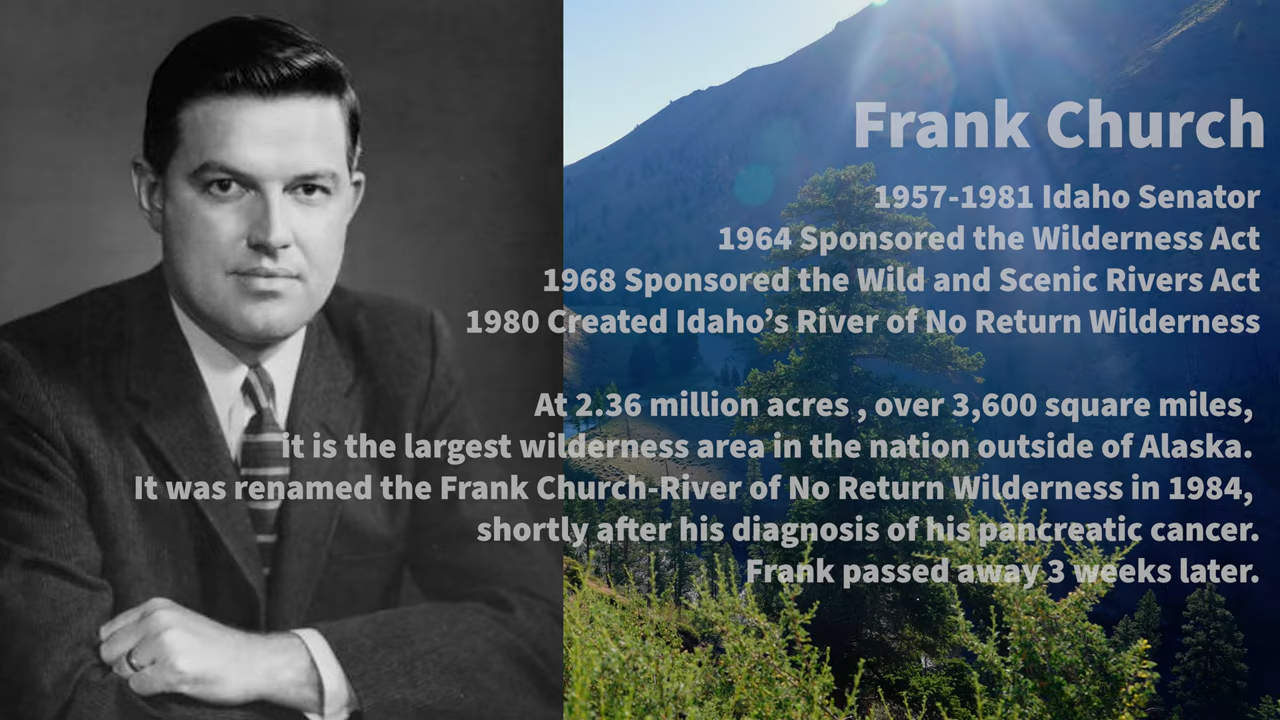 Frank Church
1957-1981 Idaho Senator
1964 Sponsored the Wilderness Act
1968 Sponsored the Wild and Scenic Rivers Act
1980 Created Idaho’s River of No Return Wilderness
At 2.36 million acres , over 3,600 square miles,
it is the largest wilderness area in the nation outside of Alaska.
It was renamed the Frank Church-River of No Return Wilderness in 1984,
shortly after his diagnosis of his pancreatic cancer.
Frank passed away 3 weeks later.